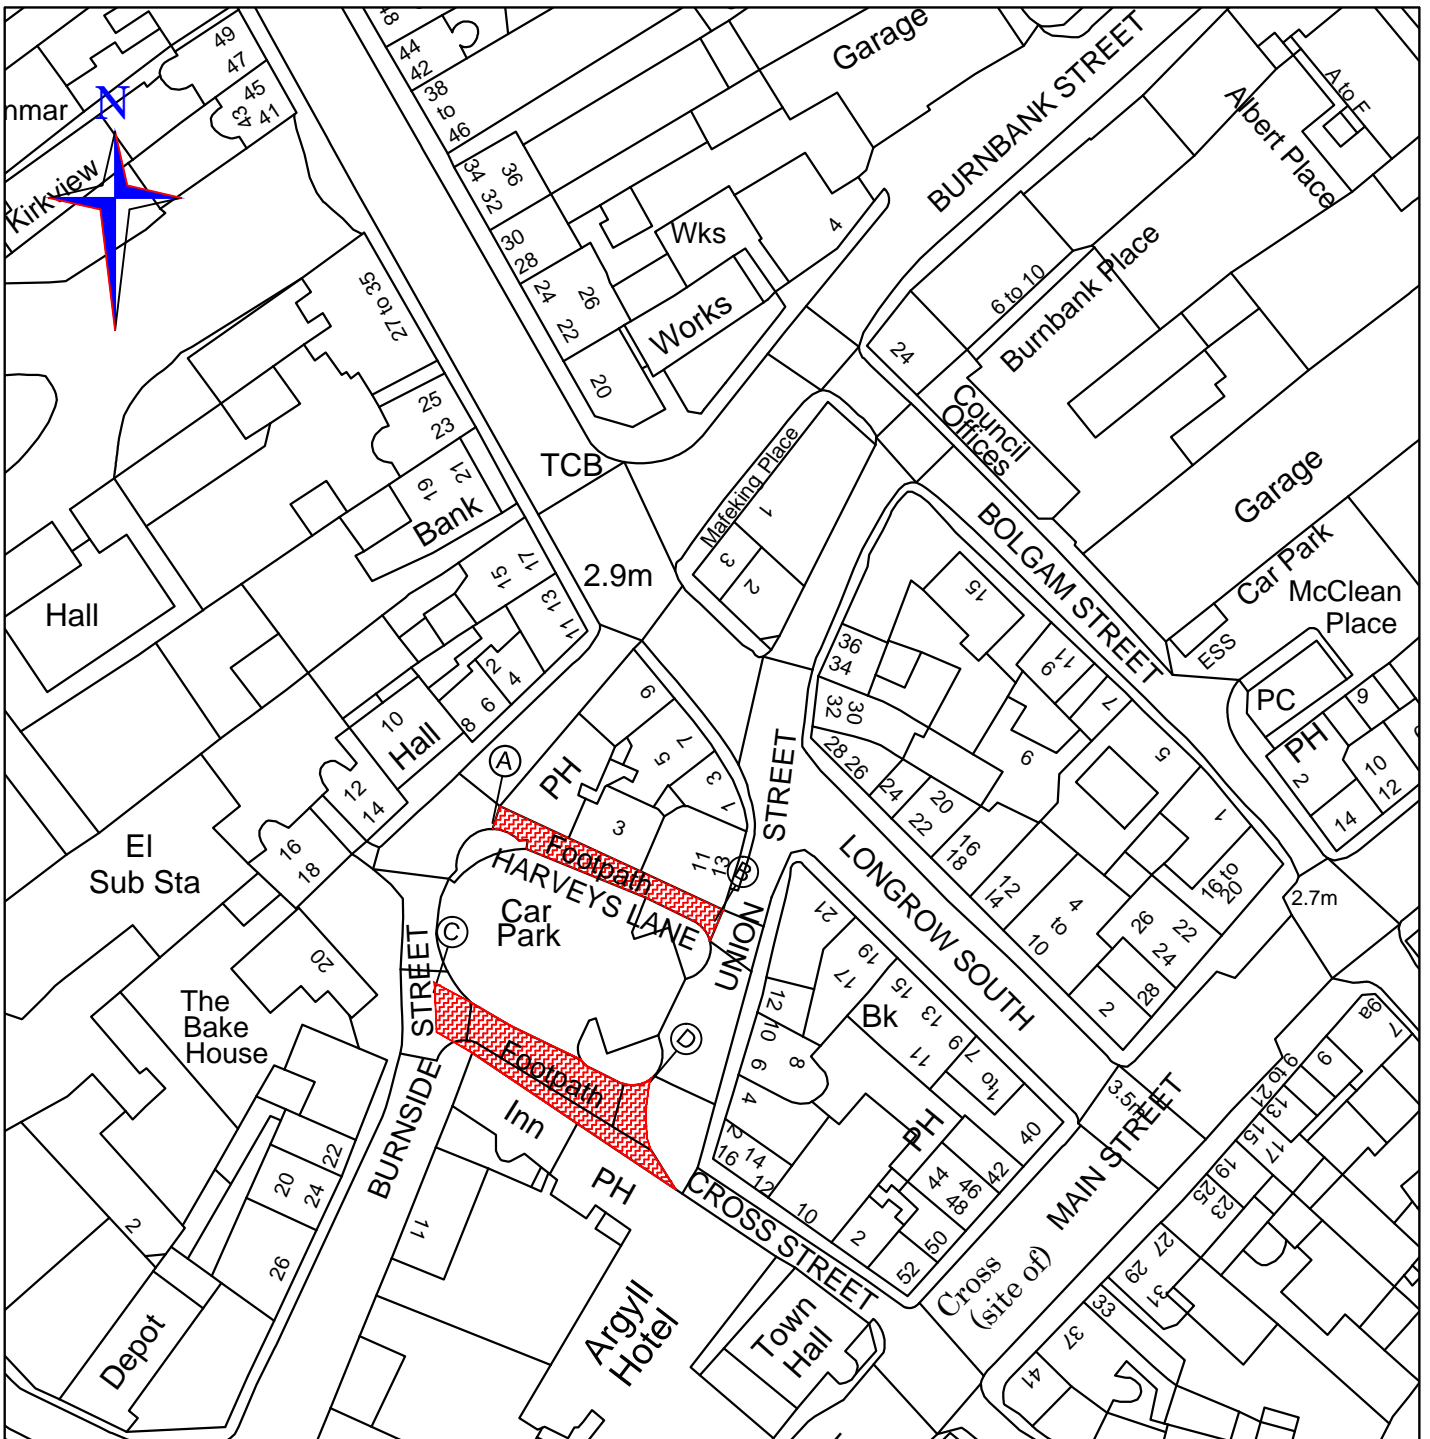 48
44
42
38
to
46
49
47
45
43
41
N
nmar
Kirkview
Garage
BURNBANK STREET
A to F
Albert Place
34
36
32
30
28
24
26
22
20
Wks
Works
4
27 to 35
6 to 10
Burnbank Place
24
Council
Offices
25
23
21
19
Bank
TCB
Mafeking Place
1
3
2
2.9m
Garage
Car Park
McClean
Place
ESS
PC
PH
9
2
10
12
14
BOLGAM STREET
Hall
17
15
13
11
2
4
6
8
10
Hall
12
14
16
18
El
Sub Sta
A
PH
9
7
5
3
1
3
11
13
B
Footpath
HARVEYS LANE
Car
Park
C
UNION
STREET
36
34
32
30
28
26
24
22
20
16
18
12
14
4
to
10
15
11
9
7
6
5
1
16 to
20
26
22
24
28
2
2.7m
LONGROW SOUTH
21
19
17
15
13
11
9
7
1 to
Bk
12
10
8
6
4
2
16
14
12
10
PH
40
42
44
46
48
50
52
2
D
Footpath
Inn
PH
STREET
BURNSIDE
20
The
Bake
House
22
20
24
26
2
Depot
11
CROSS STREET
Argyll
Hotel
Town
Hall
Cross
(site of)
MAIN STREET
3.5m
9a
7
9
9 to 21
13
15
17
19
25
23
27
29
31
33
37
41